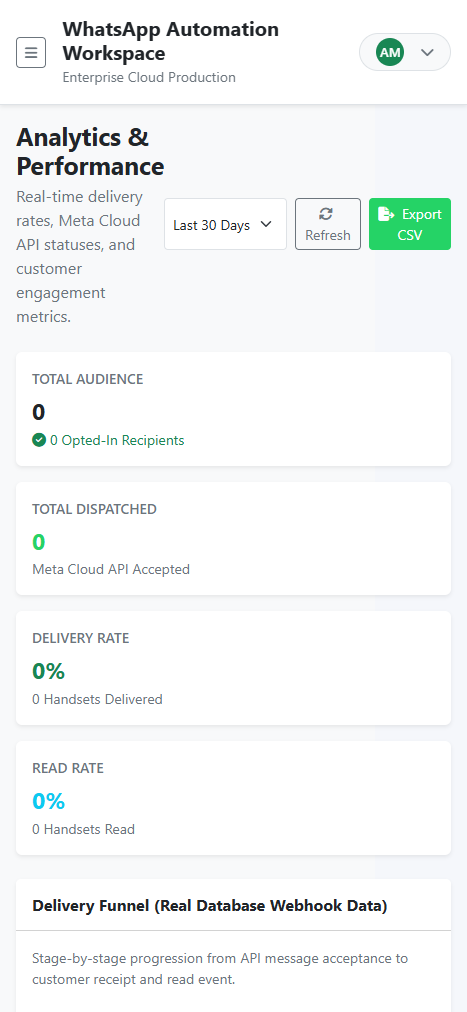 WhatsApp Automation
Workspace
Enterprise Cloud Production
AM
Analytics &
Performance
Real-time delivery
rates, Meta Cloud
API statuses, and
customer
engagement
metrics.
Last 30 Days
Refresh
Export
CSV
TOTAL AUDIENCE
0
0 Opted-In Recipients
TOTAL DISPATCHED
0
Meta Cloud API Accepted
DELIVERY RATE
0%
0 Handsets Delivered
READ RATE
0%
0 Handsets Read
Delivery Funnel (Real Database Webhook Data)
Stage-by-stage progression from API message acceptance to
customer receipt and read event.